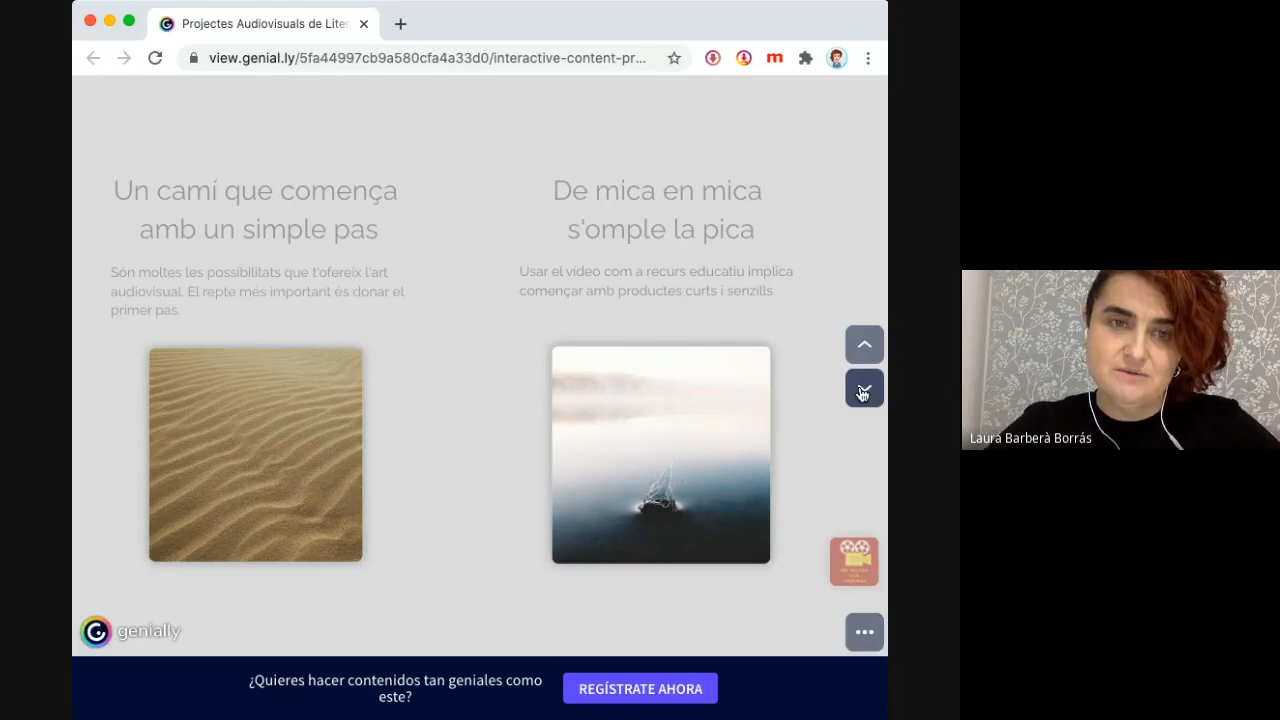 Projectes Audiovisuals de Liter
view.genial.ly/5fa44997cb9a580cfa4a33d0/interactive-content-pr...
m
Un camí que comença
amb un simple pas
Són moltes les possibilitats que t'ofereix l'art
audiovisual. El repte més important és donar el
primer pas.
De mica en mica
s'omple la pica
Usar el vídeo com a recurs educatiu implica
començar amb productes curts i senzills
Laura Barberà Borrás
genially
¿Quieres hacer contenidos tan geniales como
este?
REGÍSTRATE AHORA